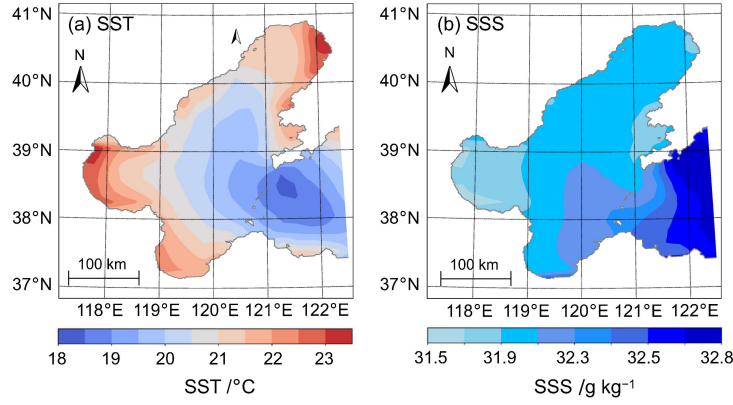 (a) SST
N
41°N
40°N
39°N
38°N
37°N
100 km
118°E 119°E 120°E 121°E 122°E
18 19 20 21 22 23
SST /°C
(b) SSS
N
41°N
40°N
39°N
38°N
37°N
100 km
118°E 119°E 120°E 121°E 122°E
31.5 31.9 32.3 32.5 32.8
SSS /g kg⁻¹